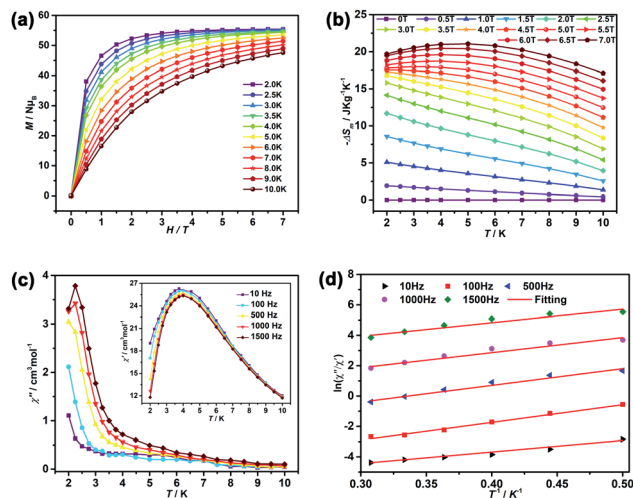 (a)
60
50
40
30
20
10
0
M / Nμ_B
0 1 2 3 4 5 6 7
H / T
2.0K
2.5K
3.0K
3.5K
4.0K
5.0K
6.0K
7.0K
8.0K
9.0K
10.0K
(b)
0T 0.5T 1.0T 1.5T 2.0T 2.5T
3.0T 3.5T 4.0T 4.5T 5.0T 5.5T
6.0T 6.5T 7.0T
25
20
15
10
5
0
-ΔS_m / JKg⁻¹K⁻¹
2 3 4 5 6 7 8 9 10
T / K
(c)
4
3
2
1
0
χ'' / cm³mol⁻¹
2 3 4 5 6 7 8 9 10
T / K
27
24
21
18
15
12
χ' / cm³mol⁻¹
2 3 4 5 6 7 8 9 10
T / K
10 Hz
100 Hz
500 Hz
1000 Hz
1500 Hz
(d)
10Hz 100Hz 500Hz
1000Hz 1500Hz Fitting
6
4
2
0
-2
-4
ln(χ''/χ')
0.30 0.35 0.40 0.45 0.50
T⁻¹ / K⁻¹